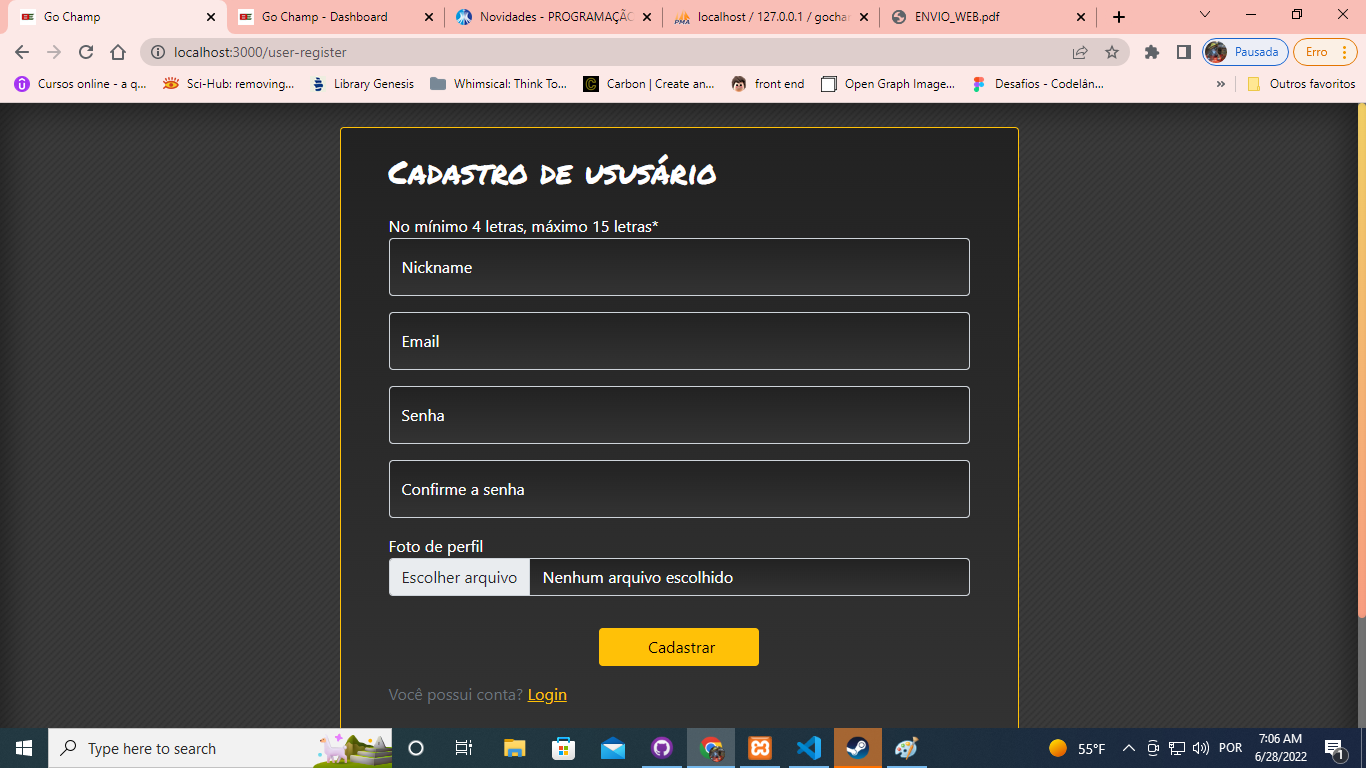 Go Champ
Go Champ - Dashboard
Novidades - PROGRAMAÇÃO
localhost / 127.0.0.1 / gocha
ENVIO_WEB.pdf
localhost:3000/user-register
Pausada
Erro
Cursos online - a q...
Sci-Hub: removing...
Library Genesis
Whimsical: Think To...
Carbon | Create an...
front end
Open Graph Image...
Desafios - Codelân...
»
Outros favoritos
Cadastro de ususário
No mínimo 4 letras, máximo 15 letras*
Nickname
Email
Senha
Confirme a senha
Foto de perfil
Escolher arquivo Nenhum arquivo escolhido
Cadastrar
Você possui conta? Login
Type here to search
55°F
POR
7:06 AM
6/28/2022
1